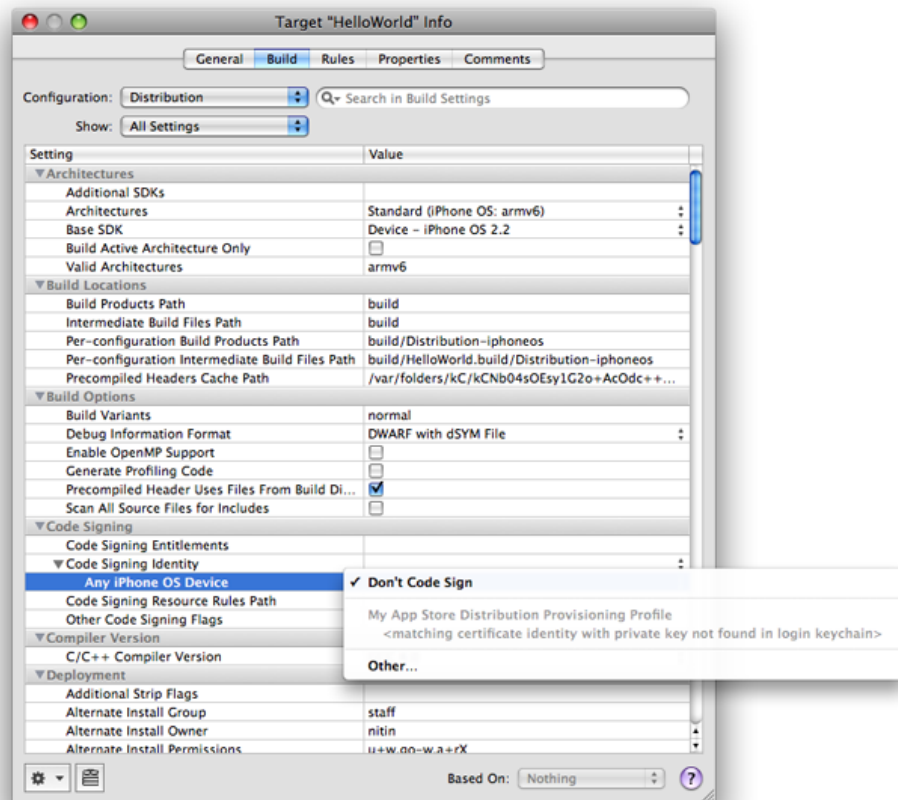 Target "HelloWorld" Info
General Build Rules Properties Comments
Configuration: Distribution Search in Build Settings
Show: All Settings
Setting Value
Architectures
Additional SDKs
Architectures Standard (iPhone OS: armv6)
Base SDK Device – iPhone OS 2.2
Build Active Architecture Only
Valid Architectures armv6
Build Locations
Build Products Path build
Intermediate Build Files Path build
Per-configuration Build Products Path build/Distribution-iphoneos
Per-configuration Intermediate Build Files Path build/HelloWorld.build/Distribution-iphoneos
Precompiled Headers Cache Path /var/folders/kC/kCNb04sOEsy1G2o+AcOdc++...
Build Options
Build Variants normal
Debug Information Format DWARF with dSYM File
Enable OpenMP Support
Generate Profiling Code
Precompiled Header Uses Files From Build Di...
Scan All Source Files for Includes
Code Signing
Code Signing Entitlements
Code Signing Identity
Any iPhone OS Device ✓ Don't Code Sign
My App Store Distribution Provisioning Profile
<matching certificate identity with private key not found in login keychain>
Other...
Code Signing Resource Rules Path
Other Code Signing Flags
Compiler Version
C/C++ Compiler Version
Deployment
Additional Strip Flags
Alternate Install Group staff
Alternate Install Owner nitin
Alternate Install Permissions u+w,go-w,a+rX
Based On: Nothing ?